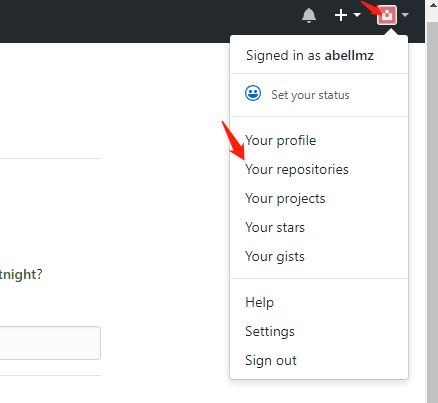 Signed in as abellmz
Set your status
Your profile
Your repositories
Your projects
tnight?
Your stars
Your gists
Help
Settings
Sign out